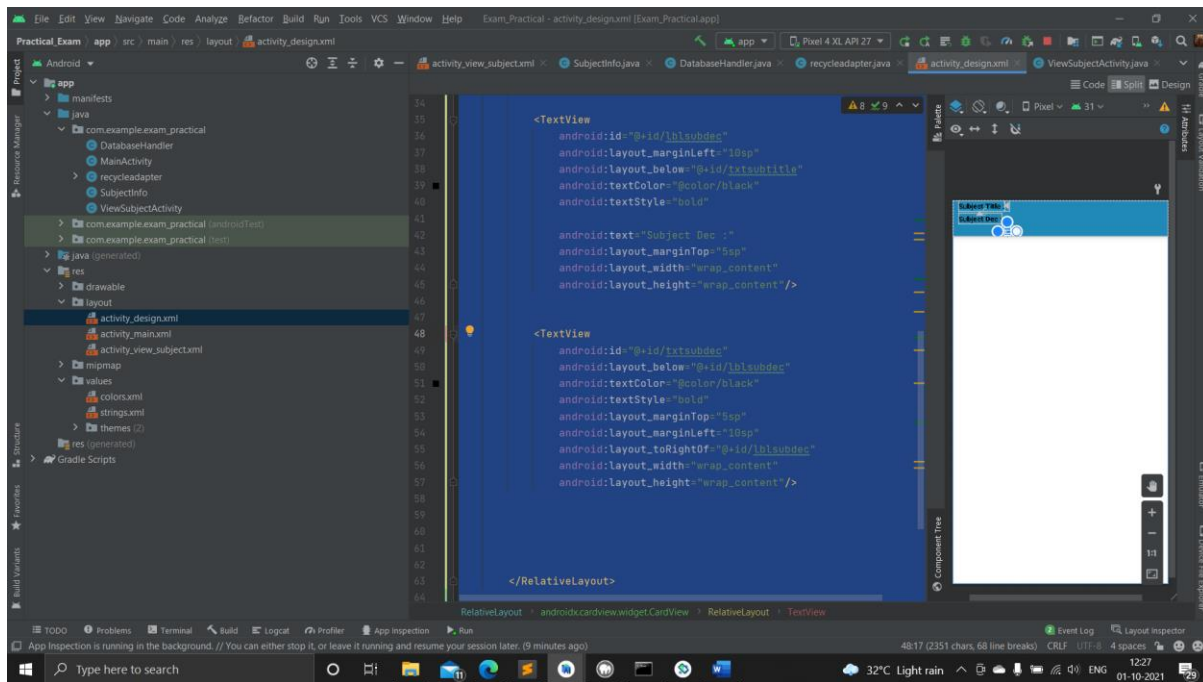 File Edit View Navigate Code Analyze Refactor Build Run Tools VCS Window Help Exam_Practical - activity_design.xml [Exam_Practical.app]
Practical_Exam app src main res layout activity_design.xml
app Pixel 4 XL API 27
Android
activity_view_subject.xml SubjectInfo.java DatabaseHandler.java recycleadapter.java activity_design.xml ViewSubjectActivity.java
Code Split Design
Project
Resource Manager
Structure
Favorites
Build Variants
app
manifests
java
com.example.exam_practical
DatabaseHandler
MainActivity
recycleadapter
SubjectInfo
ViewSubjectActivity
com.example.exam_practical (androidTest)
com.example.exam_practical (test)
java (generated)
res
drawable
layout
activity_design.xml
activity_main.xml
activity_view_subject.xml
mipmap
values
colors.xml
strings.xml
themes (2)
res (generated)
Gradle Scripts
8 9
34
35 <TextView
36 android:id="@+id/lblsubdec"
37 android:layout_marginLeft="10sp"
38 android:layout_below="@+id/txtsubtitle"
39 android:textColor="@color/black"
40 android:textStyle="bold"
41
42 android:text="Subject Dec :"
43 android:layout_marginTop="5sp"
44 android:layout_width="wrap_content"
45 android:layout_height="wrap_content"/>
46
47
48 <TextView
49 android:id="@+id/txtsubdec"
50 android:layout_below="@+id/lblsubdec"
51 android:textColor="@color/black"
52 android:textStyle="bold"
53 android:layout_marginTop="5sp"
54 android:layout_marginLeft="10sp"
55 android:layout_toRightOf="@+id/lblsubdec"
56 android:layout_width="wrap_content"
57 android:layout_height="wrap_content"/>
58
59
60
61
62
63 </RelativeLayout>
64
RelativeLayout androidx.cardview.widget.CardView RelativeLayout TextView
Palette
Component Tree
Pixel 31
Attributes
Subject Title
Subject Dec
1:1
TODO Problems Terminal Build Logcat Profiler App Inspection Run
2 Event Log Layout Inspector
App Inspection is running in the background. // You can either stop it, or leave it running and resume your session later. (9 minutes ago)
48:17 (2351 chars, 68 line breaks) CRLF UTF-8 4 spaces
Type here to search
32°C Light rain ENG
12:27
01-10-2021
29